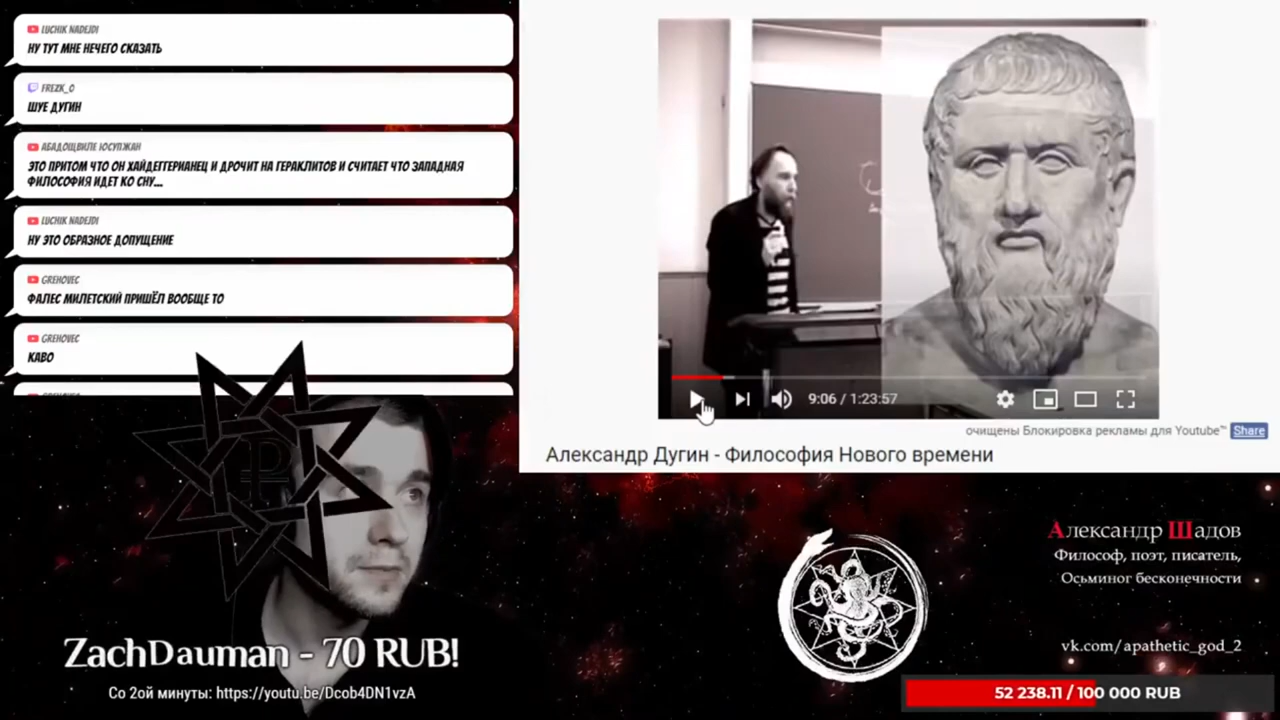 LUCHIK NADEJDI
НУ ТУТ МНЕ НЕЧЕГО СКАЗАТЬ
FREZK_O
ШУЕ ДУГИН
АБАДОЩВИЛЕ ЮСУПЖАН
ЭТО ПРИТОМ ЧТО ОН ХАЙДЕГГЕРИАНЕЦ И ДРОЧИТ НА ГЕРАКЛИТОВ И СЧИТАЕТ ЧТО ЗАПАДНАЯ
ФИЛОСОФИЯ ИДЕТ КО СНУ...
LUCHIK NADEJDI
НУ ЭТО ОБРАЗНОЕ ДОПУЩЕНИЕ
GREHOVEC
ФАЛЕС МИЛЕТСКИЙ ПРИШЁЛ ВООБЩЕ ТО
GREHOVEC
КАВО
9:06 / 1:23:57
очищены Блокировка рекламы для Youtube™ Share
Александр Дугин - Философия Нового времени
Александр Шадов
Философ, поэт, писатель,
Осьминог бесконечности
vk.com/apathetic_god_2
52 238.11 / 100 000 RUB
ZachDauman - 70 RUB!
Со 2ой минуты: https://youtu.be/Dcob4DN1vzA